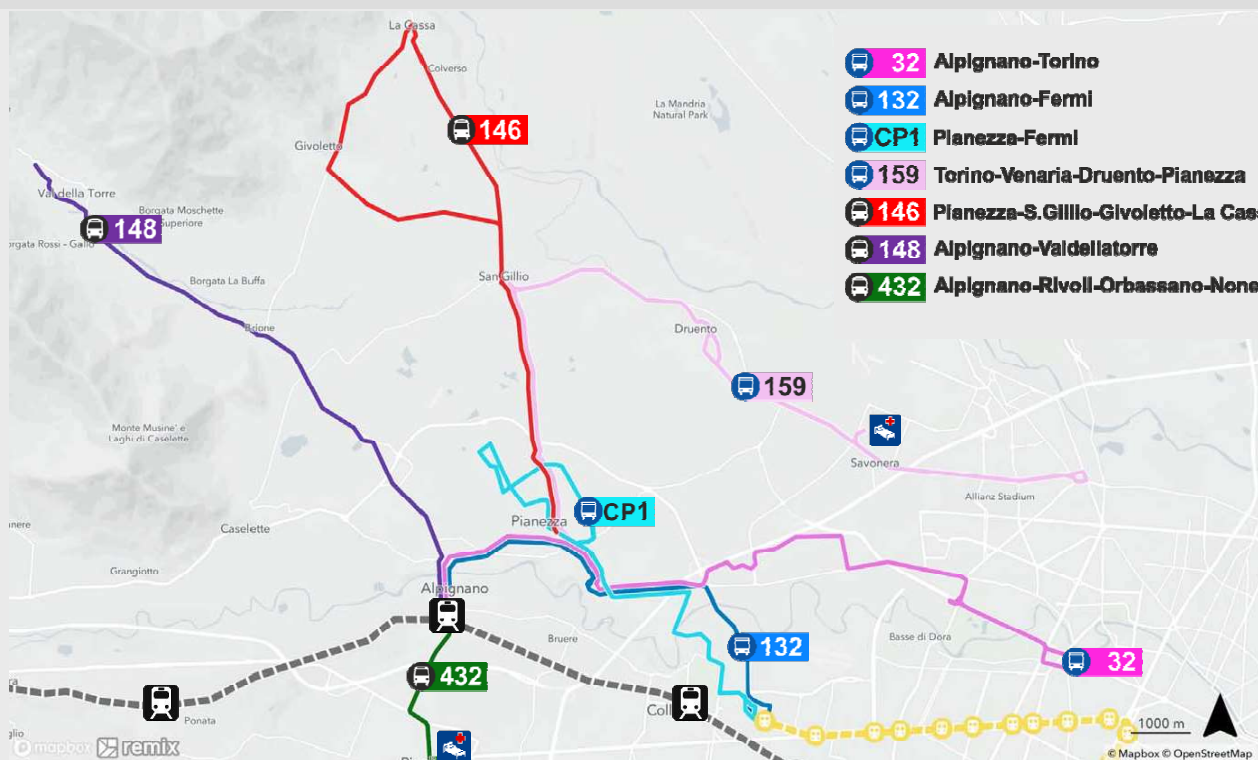 La Cassa
Colverso
La Mandria
Natural Park
Givoletto
146
32 Alpignano-Torino
132 Alpignano-Fermi
CP1 Pianezza-Fermi
159 Torino-Venaria-Druento-Pianezza
146 Pianezza-S.Gillio-Givoletto-La Cas
148 Alpignano-Valdellatorre
432 Alpignano-Rivoli-Orbassano-None
Valdella Torre
Borgata Moschette
Superiore
148
orgata Rossi - Gallo
Borgata La Buffa
San Gillio
Brione
Druento
159
Monte Musine' e
Laghi di Caselette
Savonera
Allianz Stadium
CP1
Pianezza
Caselette
nere
Grangiotto
Alpignano
Bruere
Basse di Dora
132
32
432
Coll
Ponata
1000 m
glio
mapbox remix
© Mapbox © OpenStreetMap